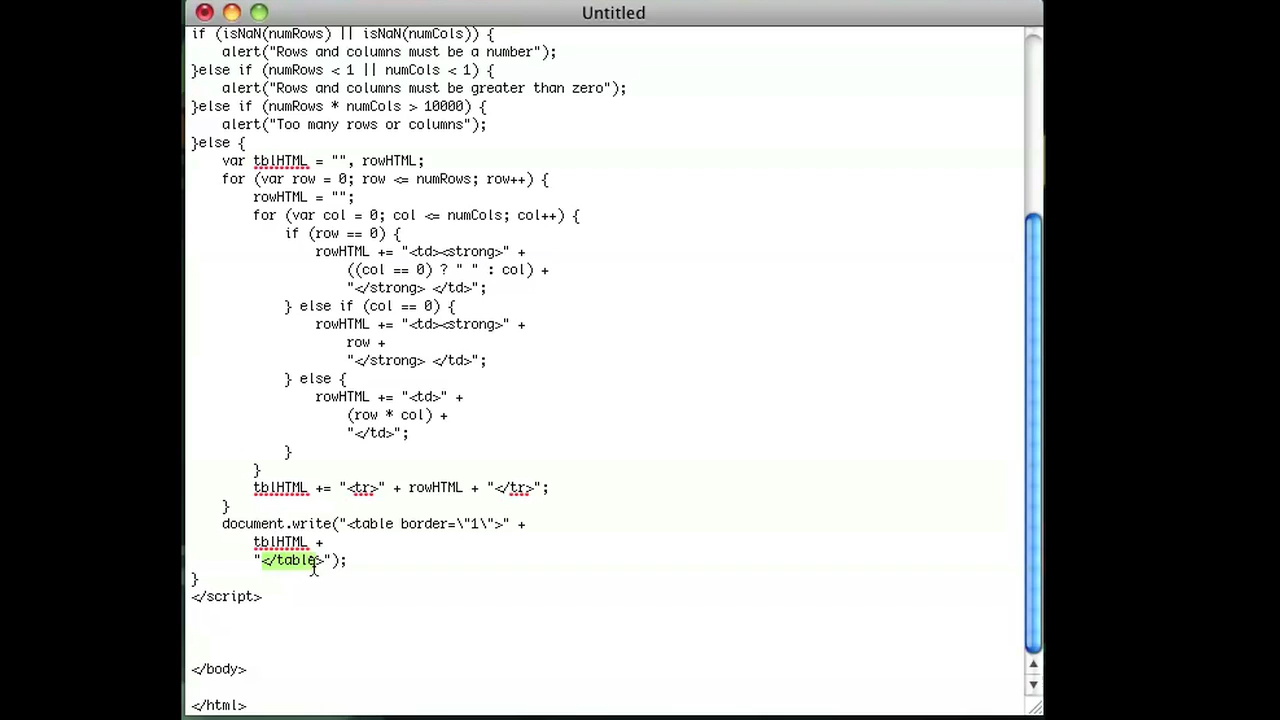 Untitled
if (isNaN(numRows) || isNaN(numCols)) {
alert("Rows and columns must be a number");
}else if (numRows < 1 || numCols < 1) {
alert("Rows and columns must be greater than zero");
}else if (numRows * numCols > 10000) {
alert("Too many rows or columns");
}else {
var tblHTML = "", rowHTML;
for (var row = 0; row <= numRows; row++) {
rowHTML = "";
for (var col = 0; col <= numCols; col++) {
if (row == 0) {
rowHTML += "<td><strong>" +
((col == 0) ? " " : col) +
"</strong> </td>";
} else if (col == 0) {
rowHTML += "<td><strong>" +
row +
"</strong> </td>";
} else {
rowHTML += "<td>" +
(row * col) +
"</td>";
}
}
tblHTML += "<tr>" + rowHTML + "</tr>";
}
document.write("<table border=\"1\">" +
tblHTML +
"</table>");
}
</script>
</body>
</html>